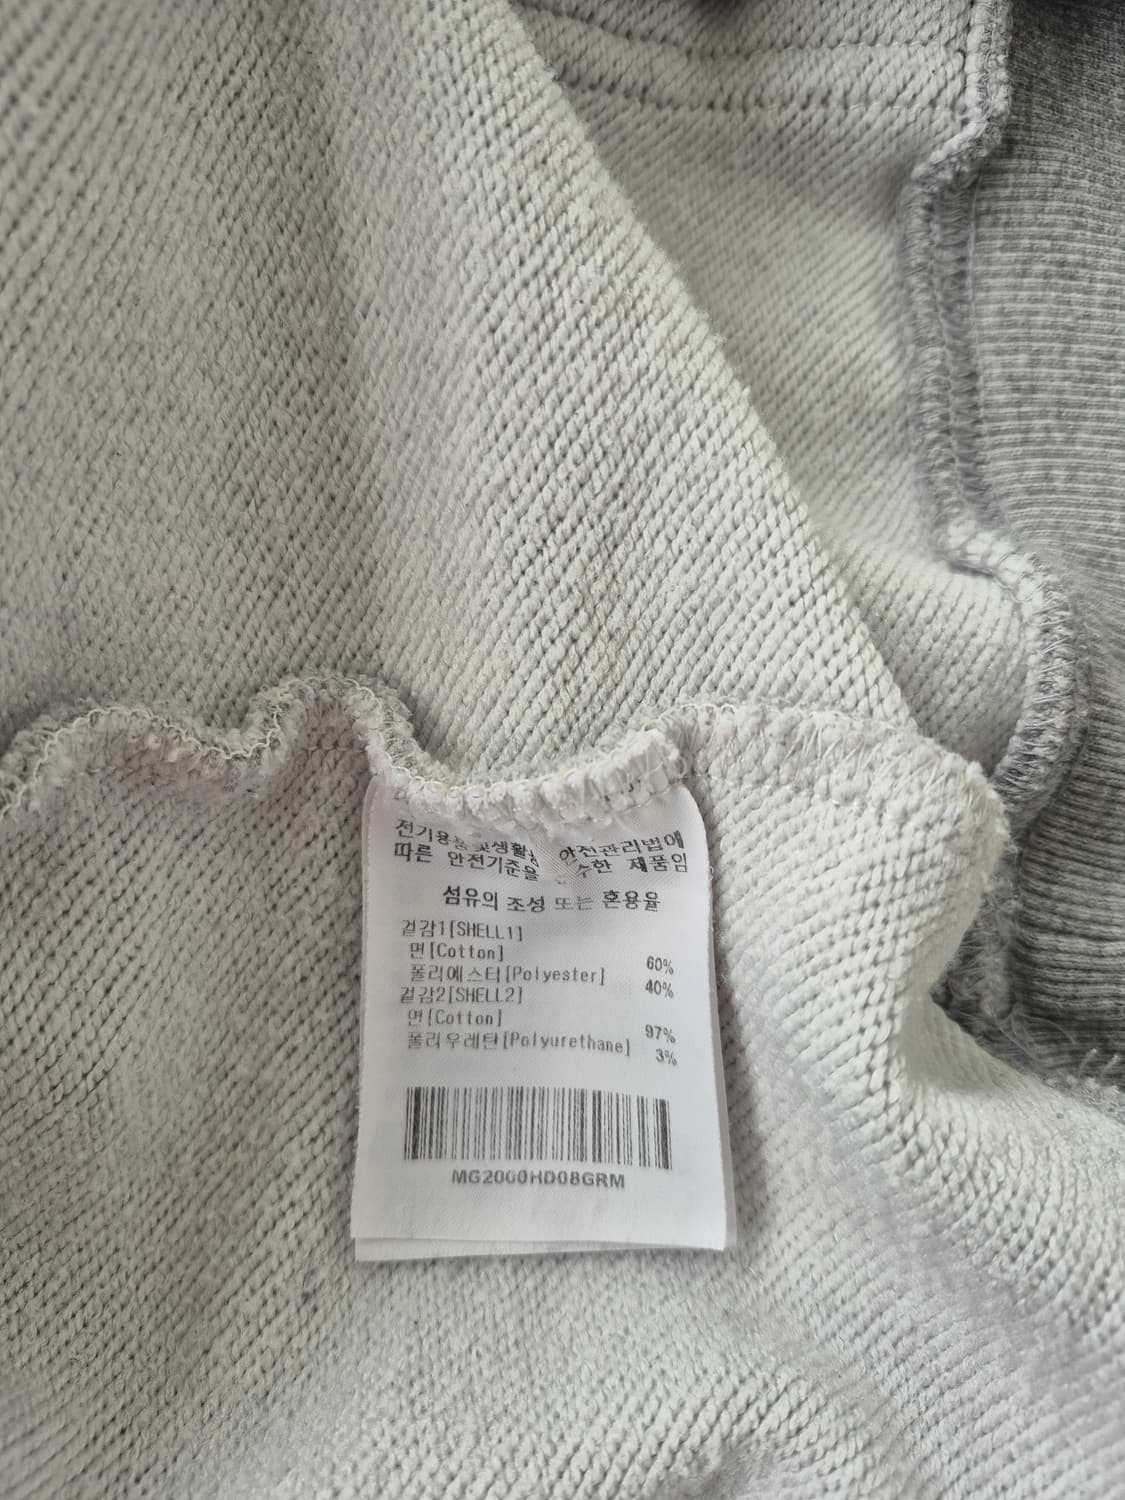 전기용품 및 생활용 안전관리법에
따른 안전기준을 준수한 제품임
섬유의 조성 또는 혼용율
겉감1[SHELL1]
면[Cotton] 60%
폴리에스터[Polyester] 40%
겉감2[SHELL2]
면[Cotton] 97%
폴리우레탄[Polyurethane] 3%
MG2000HD08GRM